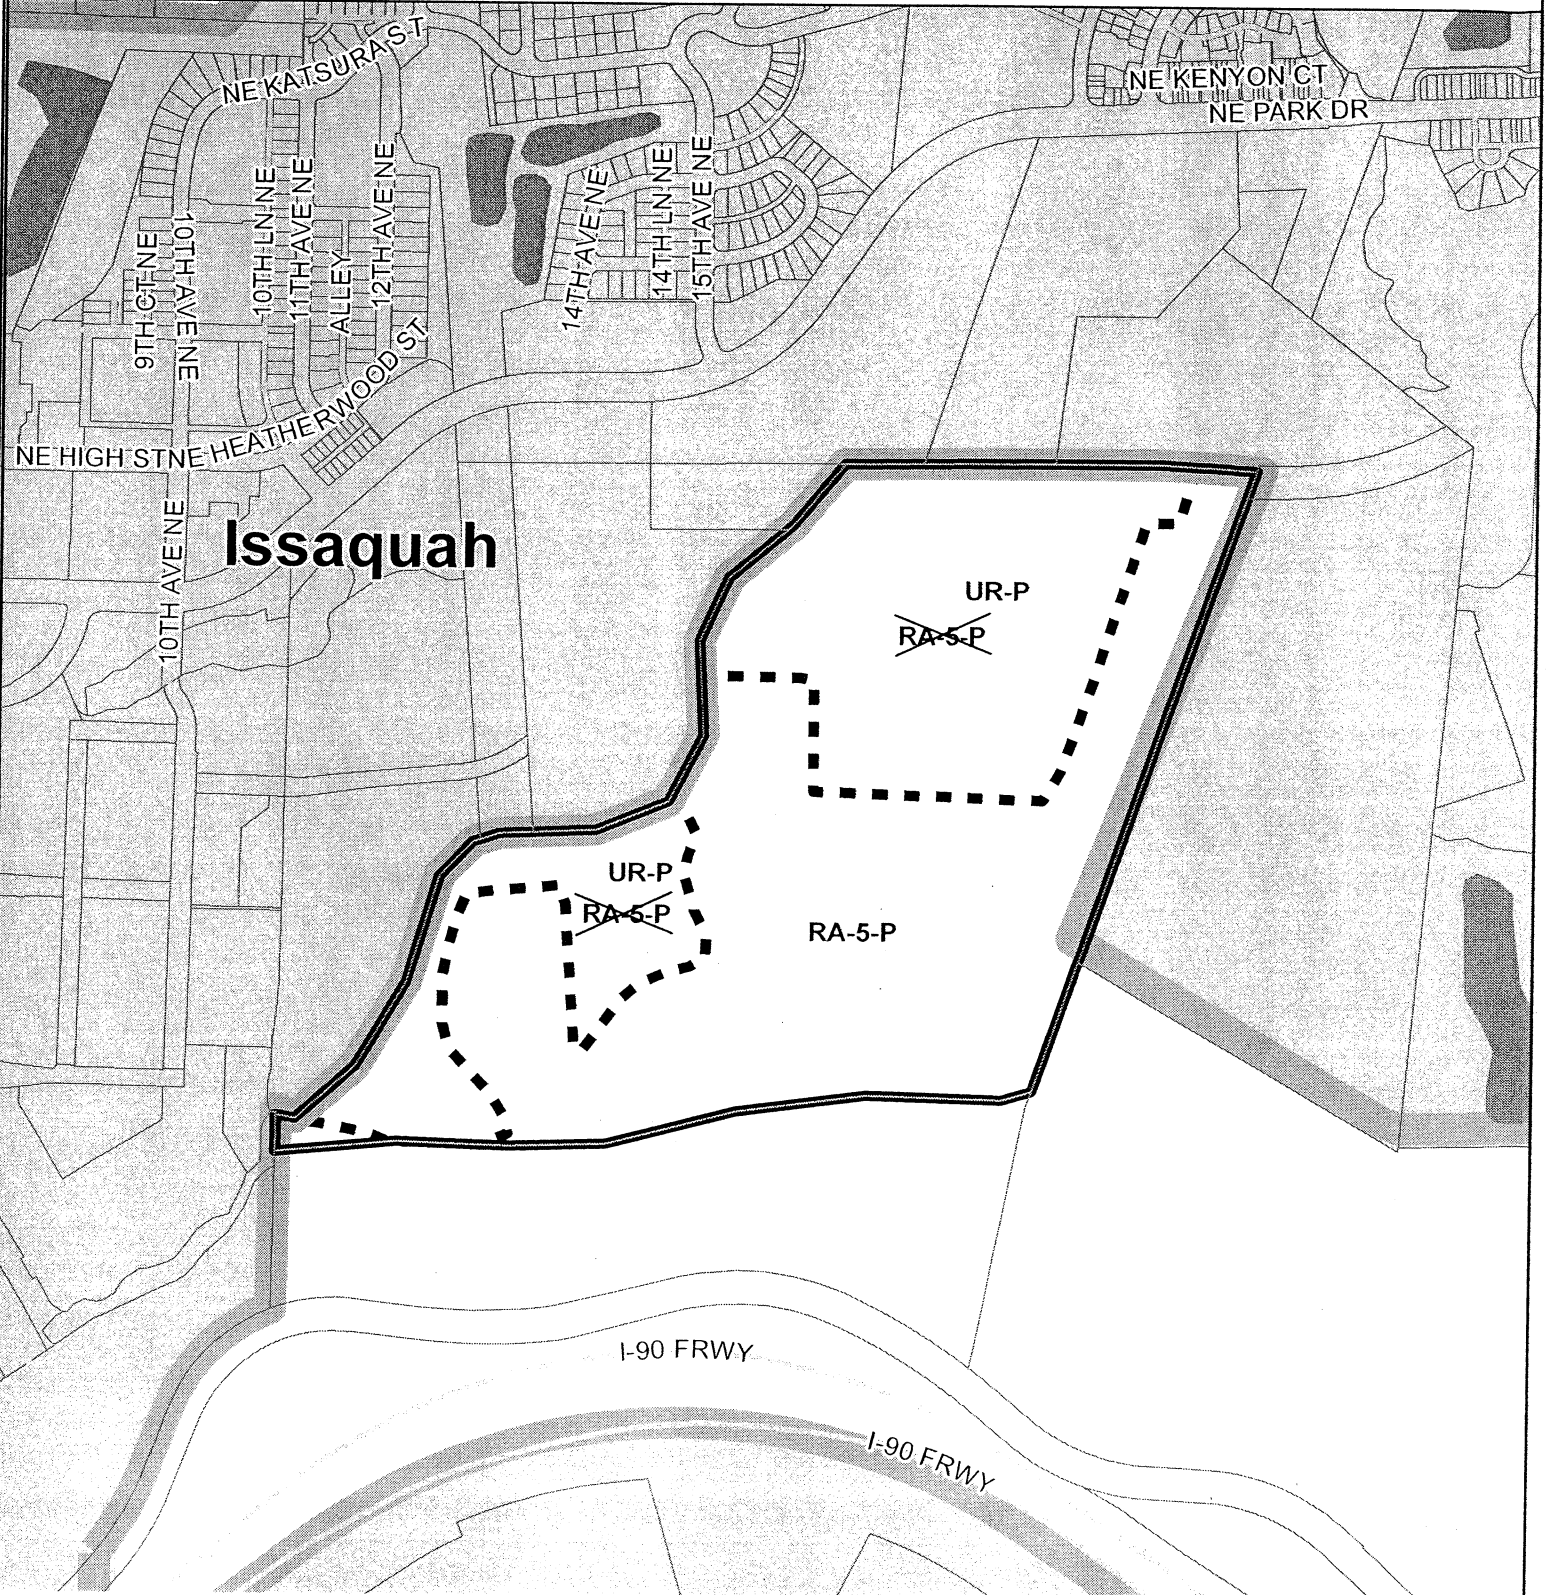 NE KATSURA ST
NE KENYON CT
NE PARK DR
9TH CT NE
10TH AVE NE
10TH LN NE
11TH AVE NE
ALLEY
12TH AVE NE
14TH AVE NE
14TH LN NE
15TH AVE NE
NE HIGH ST
NE HEATHERWOOD ST
10TH AVE NE
Issaquah
UR-P
RA-5-P
UR-P
RA-5-P
RA-5-P
I-90 FRWY
I-90 FRWY